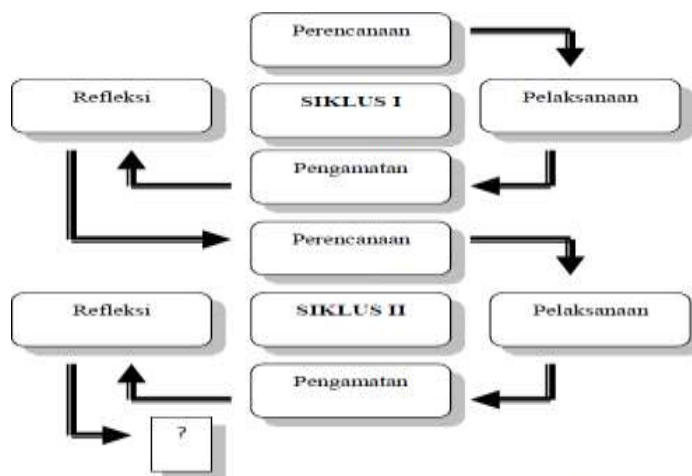 Perencanaan
Refleksi
SIKLUS I
Pelaksanaan
Pengamatan
Perencanaan
Refleksi
SIKLUS II
Pelaksanaan
Pengamatan
?